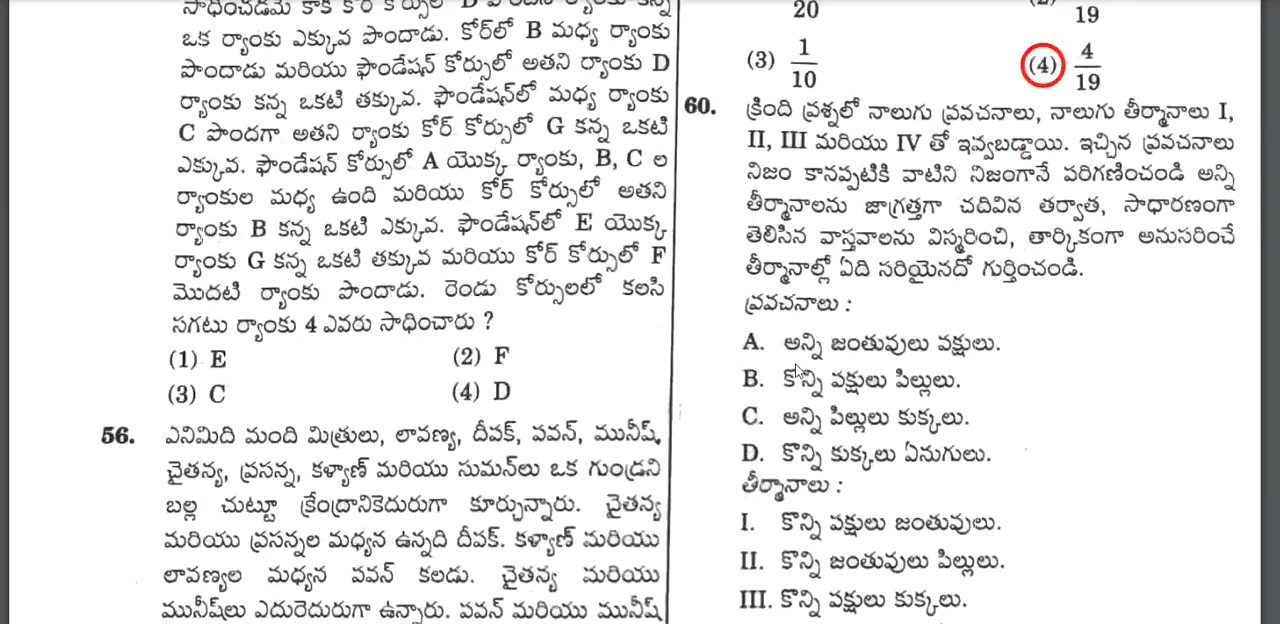 ఒక ర్యాంకు ఎక్కువ పొందాడు. కోర్‌లో B మధ్య ర్యాంకు
పొందాడు మరియు ఫౌండేషన్ కోర్సులో అతని ర్యాంకు D
ర్యాంకు కన్న ఒకటి తక్కువ. ఫౌండేషన్‌లో మధ్య ర్యాంకు
C పొందగా అతని ర్యాంకు కోర్ కోర్సులో G కన్న ఒకటి
ఎక్కువ. ఫౌండేషన్ కోర్సులో A యొక్క ర్యాంకు, B, C ల
ర్యాంకుల మధ్య ఉంది మరియు కోర్ కోర్సులో అతని
ర్యాంకు B కన్న ఒకటి ఎక్కువ. ఫౌండేషన్‌లో E యొక్క
ర్యాంకు G కన్న ఒకటి తక్కువ మరియు కోర్ కోర్సులో F
మొదటి ర్యాంకు పొందాడు. రెండు కోర్సులలో కలసి
సగటు ర్యాంకు 4 ఎవరు సాధించారు ?
(1) E (2) F
(3) C (4) D
56. ఎనిమిది మంది మిత్రులు, లావణ్య, దీపక్, పవన్, మునీష్,
చైతన్య, ప్రసన్న, కళ్యాణ్ మరియు సుమన్‌లు ఒక గుండ్రని
బల్ల చుట్టూ కేంద్రానికెదురుగా కూర్చున్నారు. చైతన్య
మరియు ప్రసన్నల మధ్యన ఉన్నది దీపక్. కళ్యాణ్ మరియు
లావణ్యల మధ్యన పవన్ కలడు. చైతన్య మరియు
మునీష్‌లు ఎదురెదురుగా ఉన్నారు. పవన్ మరియు మునీష్
20 19
(3) 1/10 (4) 4/19
60. క్రింది ప్రశ్నలో నాలుగు ప్రవచనాలు, నాలుగు తీర్మానాలు I,
II, III మరియు IV తో ఇవ్వబడ్డాయి. ఇచ్చిన ప్రవచనాలు
నిజం కానప్పటికి వాటిని నిజంగానే పరిగణించండి అన్ని
తీర్మానాలను జాగ్రత్తగా చదివిన తర్వాత, సాధారణంగా
తెలిసిన వాస్తవాలను విస్మరించి, తార్కికంగా అనుసరించే
తీర్మానాల్లో ఏది సరియైనదో గుర్తించండి.
ప్రవచనాలు :
A. అన్ని జంతువులు పక్షులు.
B. కొన్ని పక్షులు పిల్లులు.
C. అన్ని పిల్లులు కుక్కలు.
D. కొన్ని కుక్కలు ఏనుగులు.
తీర్మానాలు :
I. కొన్ని పక్షులు జంతువులు.
II. కొన్ని జంతువులు పిల్లులు.
III. కొన్ని పక్షులు కుక్కలు.